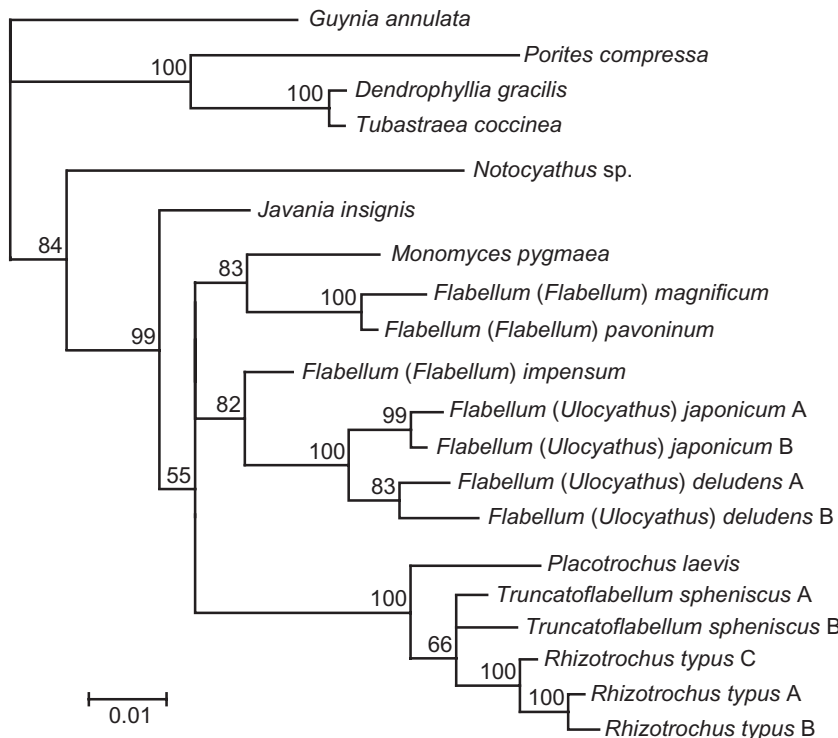 Guynia annulata
Porites compressa
100
Dendrophyllia gracilis
100
Tubastraea coccinea
Notocyathus sp.
Javania insignis
84
Monomyces pygmaea
83
Flabellum (Flabellum) magnificum
100
Flabellum (Flabellum) pavoninum
99
Flabellum (Flabellum) impensum
82
Flabellum (Ulocyathus) japonicum A
99
Flabellum (Ulocyathus) japonicum B
100
55
Flabellum (Ulocyathus) deludens A
83
Flabellum (Ulocyathus) deludens B
Placotrochus laevis
100
Truncatoflabellum spheniscus A
Truncatoflabellum spheniscus B
66
Rhizotrochus typus C
100
Rhizotrochus typus A
100
0.01
Rhizotrochus typus B